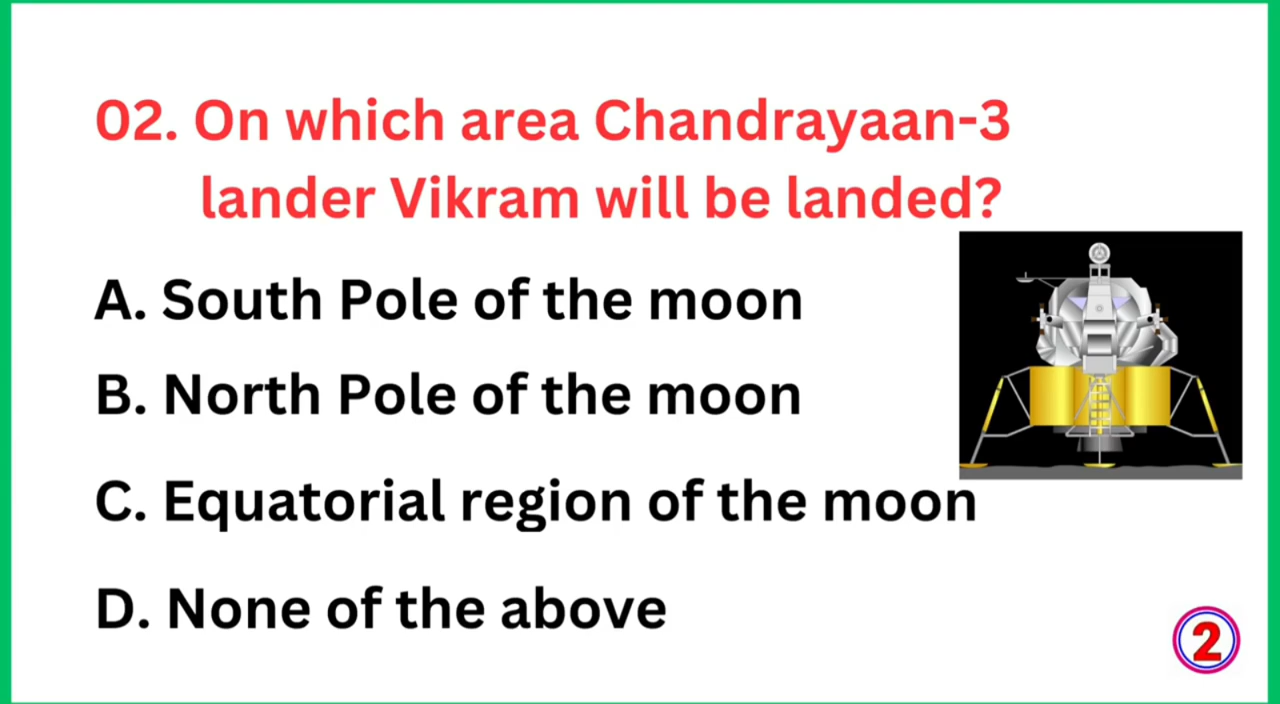 02. On which area Chandrayaan-3
lander Vikram will be landed?
A. South Pole of the moon
B. North Pole of the moon
C. Equatorial region of the moon
D. None of the above
2